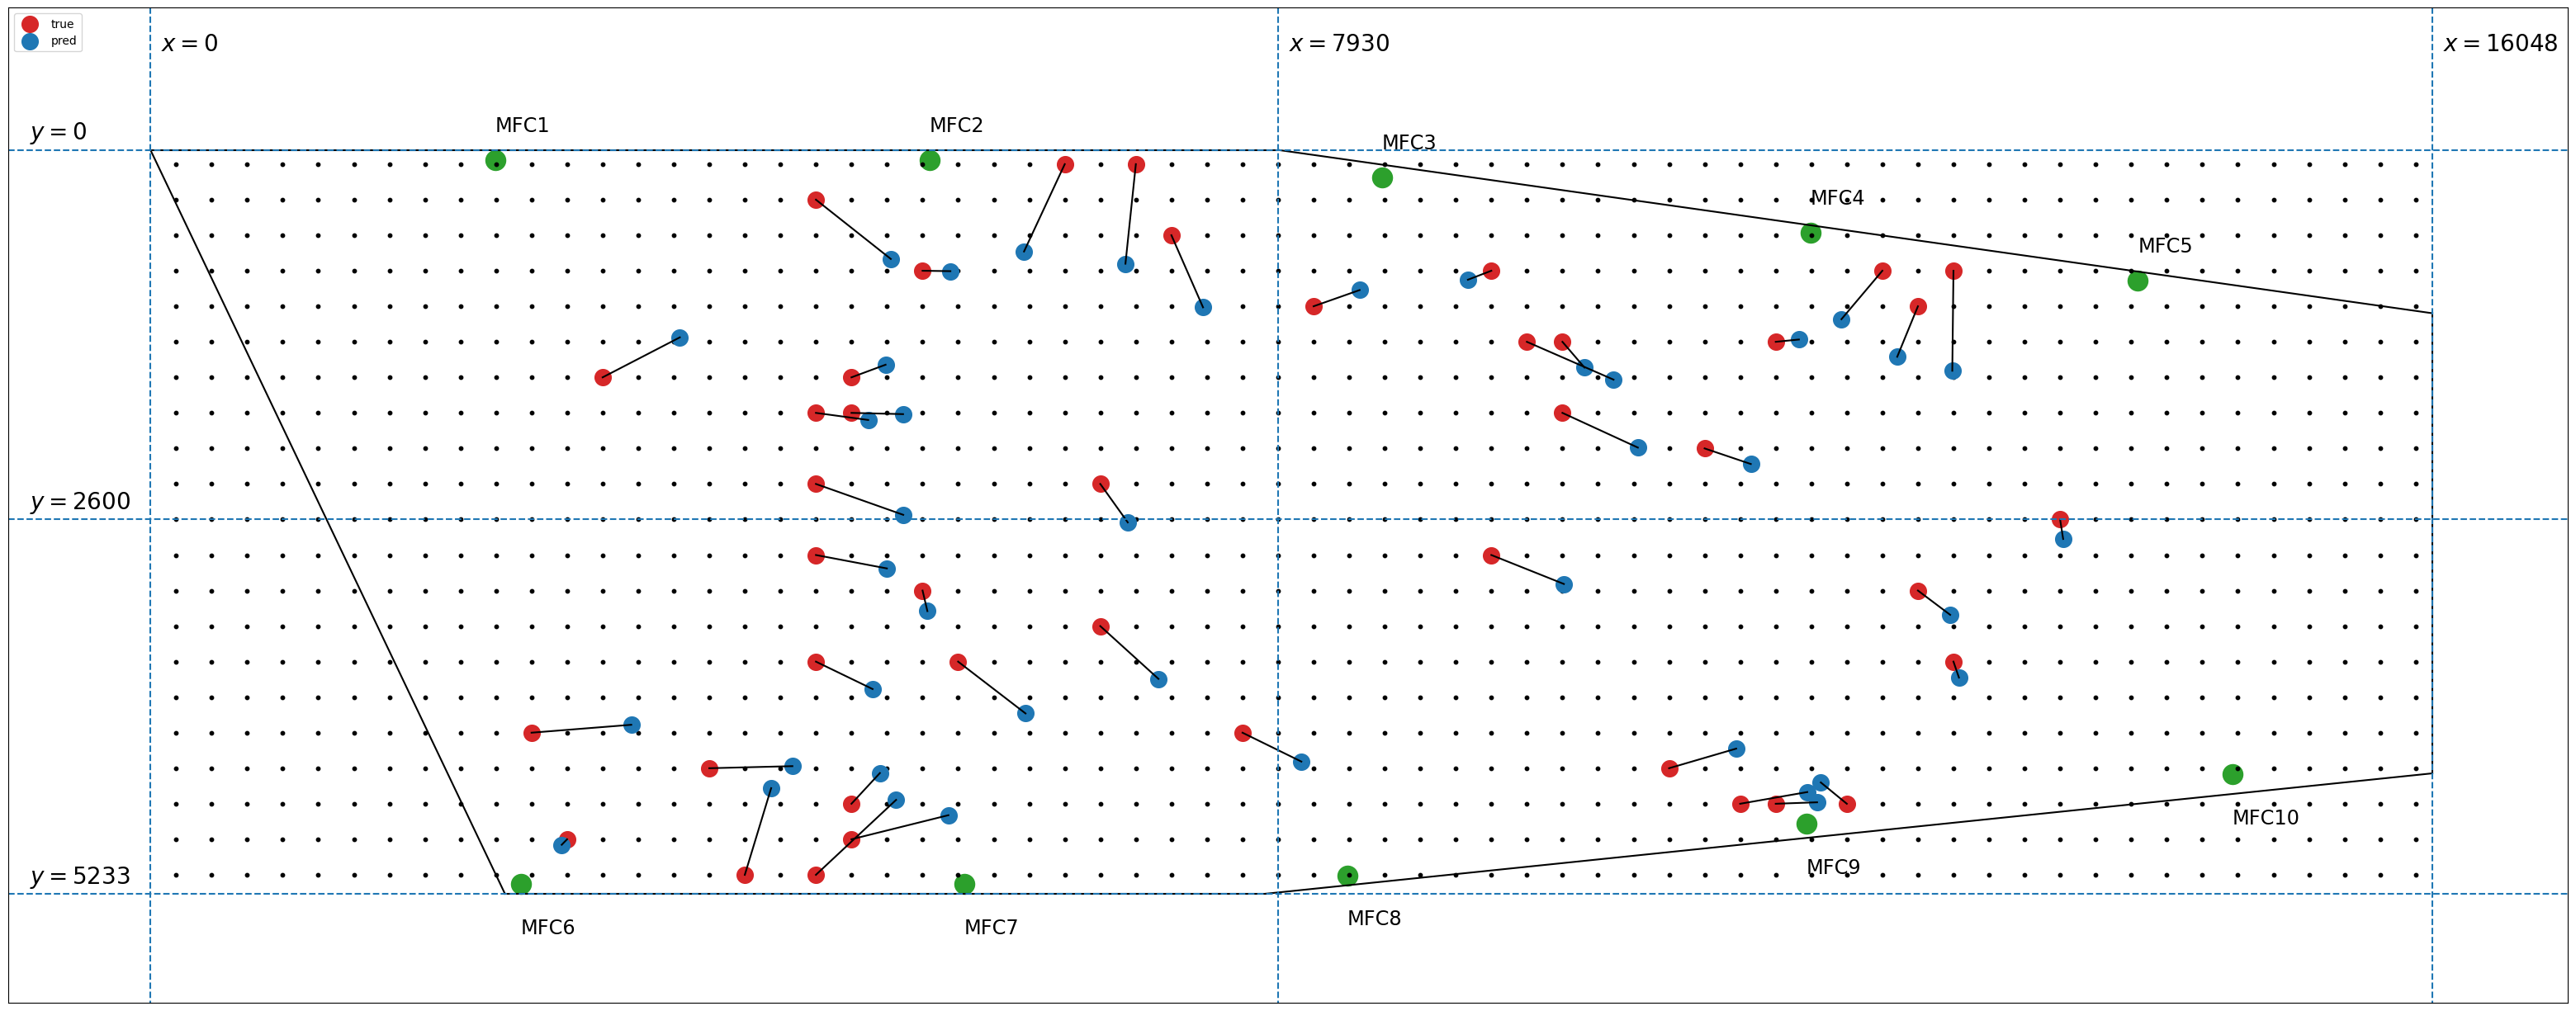 true
pred
x = 0
x = 7930
x = 16048
y = 0
MFC1
MFC2
MFC3
MFC4
MFC5
y = 2600
MFC10
MFC9
y = 5233
MFC8
MFC6
MFC7